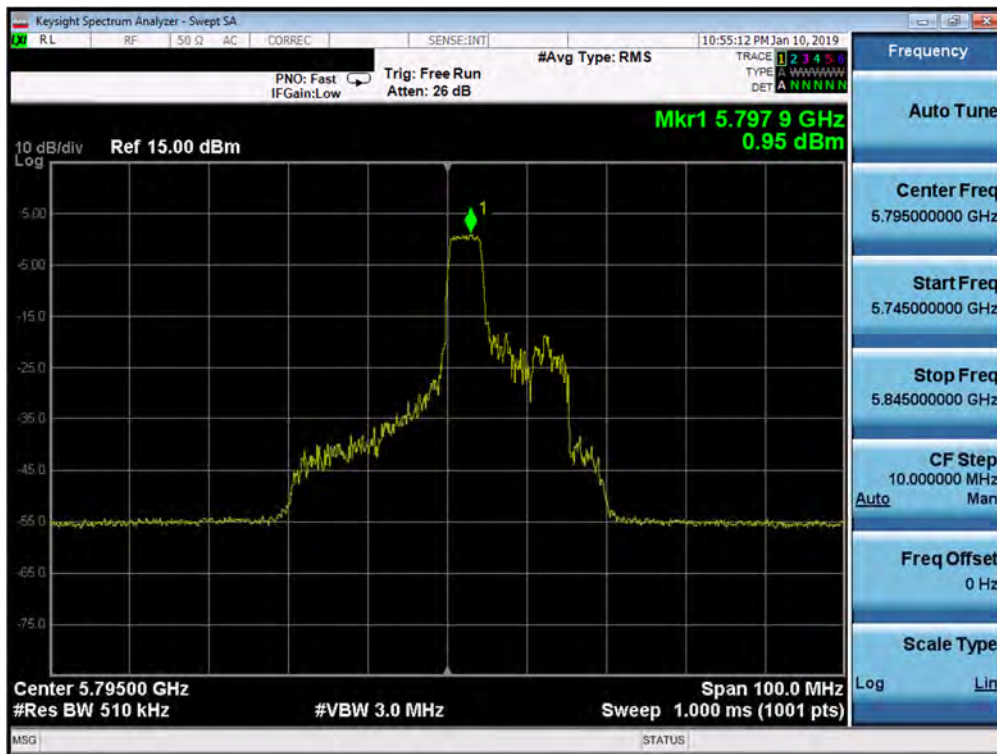 Keysight Spectrum Analyzer - Swept SA
LXI RL RF 50 Ω AC CORREC SENSE:INT 10:55:12 PM Jan 10, 2019
#Avg Type: RMS TRACE 1 2 3 4 5 6
PNO: Fast Trig: Free Run TYPE A WWWWW
IFGain:Low Atten: 26 dB DET A N N N N N
Mkr1 5.797 9 GHz
10 dB/div Ref 15.00 dBm 0.95 dBm
Log
1
5.00
-5.00
-15.0
-25.0
-35.0
-45.0
-55.0
-65.0
-75.0
Center 5.79500 GHz Span 100.0 MHz
#Res BW 510 kHz #VBW 3.0 MHz Sweep 1.000 ms (1001 pts)
MSG STATUS
Frequency
Auto Tune
Center Freq
5.795000000 GHz
Start Freq
5.745000000 GHz
Stop Freq
5.845000000 GHz
CF Step
10.000000 MHz
Auto Man
Freq Offset
0 Hz
Scale Type
Log Lin